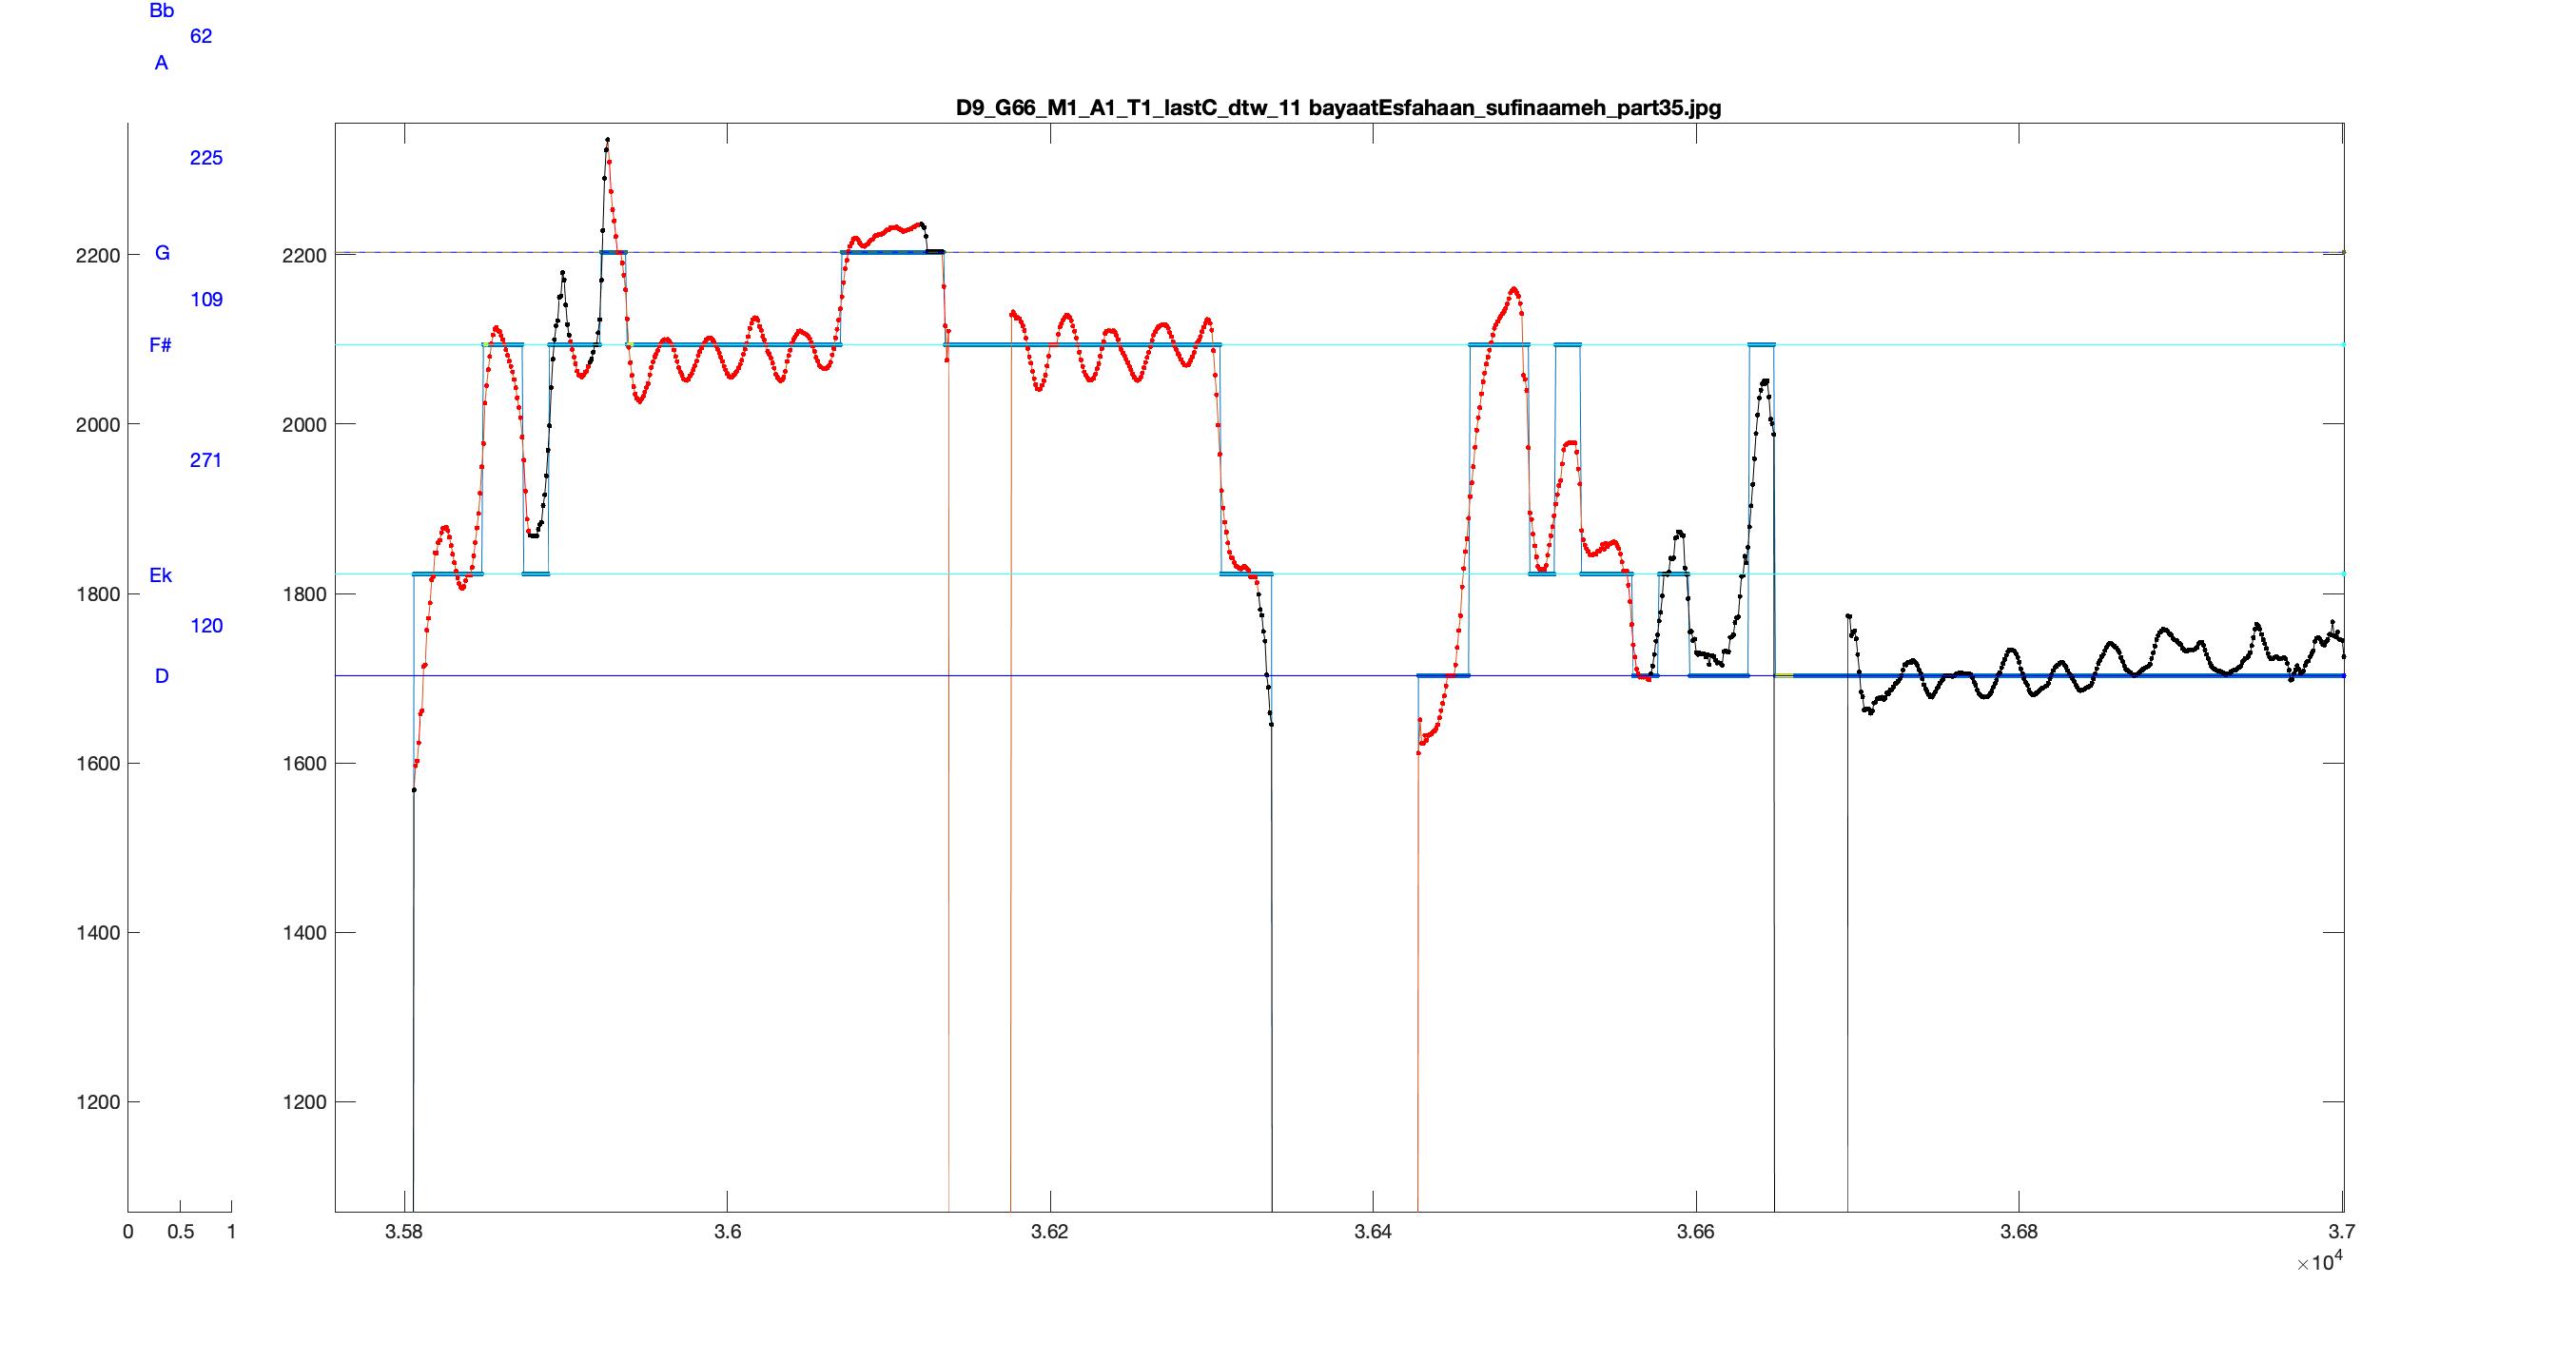 Bb
62
A
D9_G66_M1_A1_T1_lastC_dtw_11 bayaatEsfahaan_sufinaameh_part35.jpg
225
2200 G 2200
109
F#
2000 2000
271
Ek
1800 1800
120
D
1600 1600
1400 1400
1200 1200
0 0.5 1 3.58 3.6 3.62 3.64 3.66 3.68 3.7
×10⁴